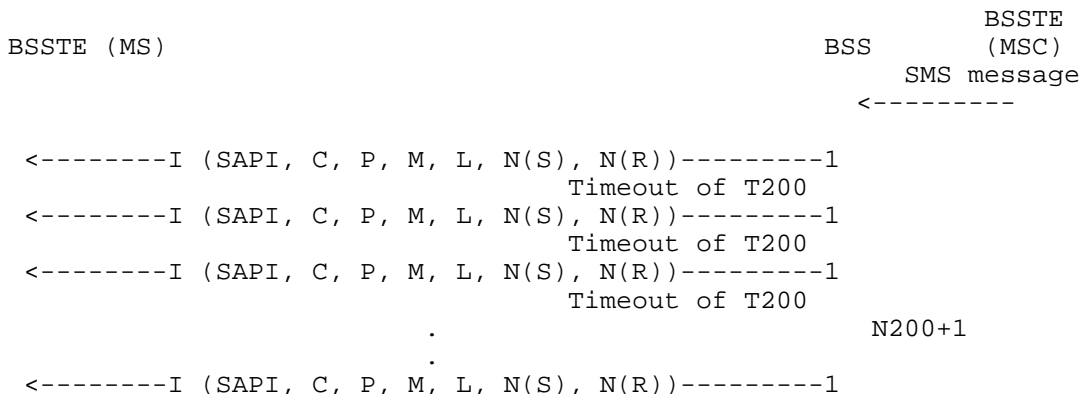 BSSTE
BSSTE (MS) BSS (MSC)
SMS message
<---------
<--------I (SAPI, C, P, M, L, N(S), N(R))---------1
Timeout of T200
<--------I (SAPI, C, P, M, L, N(S), N(R))---------1
Timeout of T200
<--------I (SAPI, C, P, M, L, N(S), N(R))---------1
Timeout of T200
. N200+1
.
<--------I (SAPI, C, P, M, L, N(S), N(R))---------1